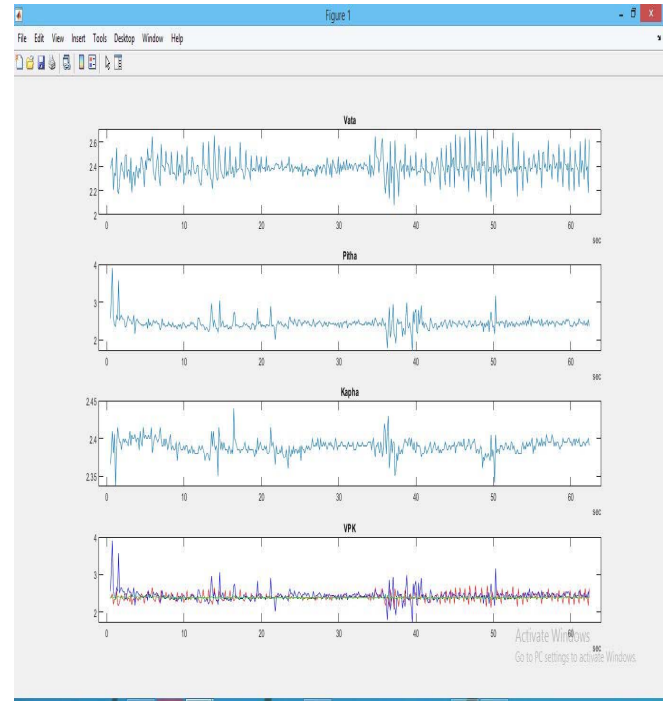 Figure 1
File Edit View Insert Tools Desktop Window Help
Vata
2.6
2.4
2.2
2
0 10 20 30 40 50 60
sec
Pitha
4
3
2
0 10 20 30 40 50 60
sec
Kapha
2.45
2.4
2.35
0 10 20 30 40 50 60
sec
VPK
4
3
2
0 10 20 30 40 50 60
sec
Activate Windows
Go to PC settings to activate Windows.